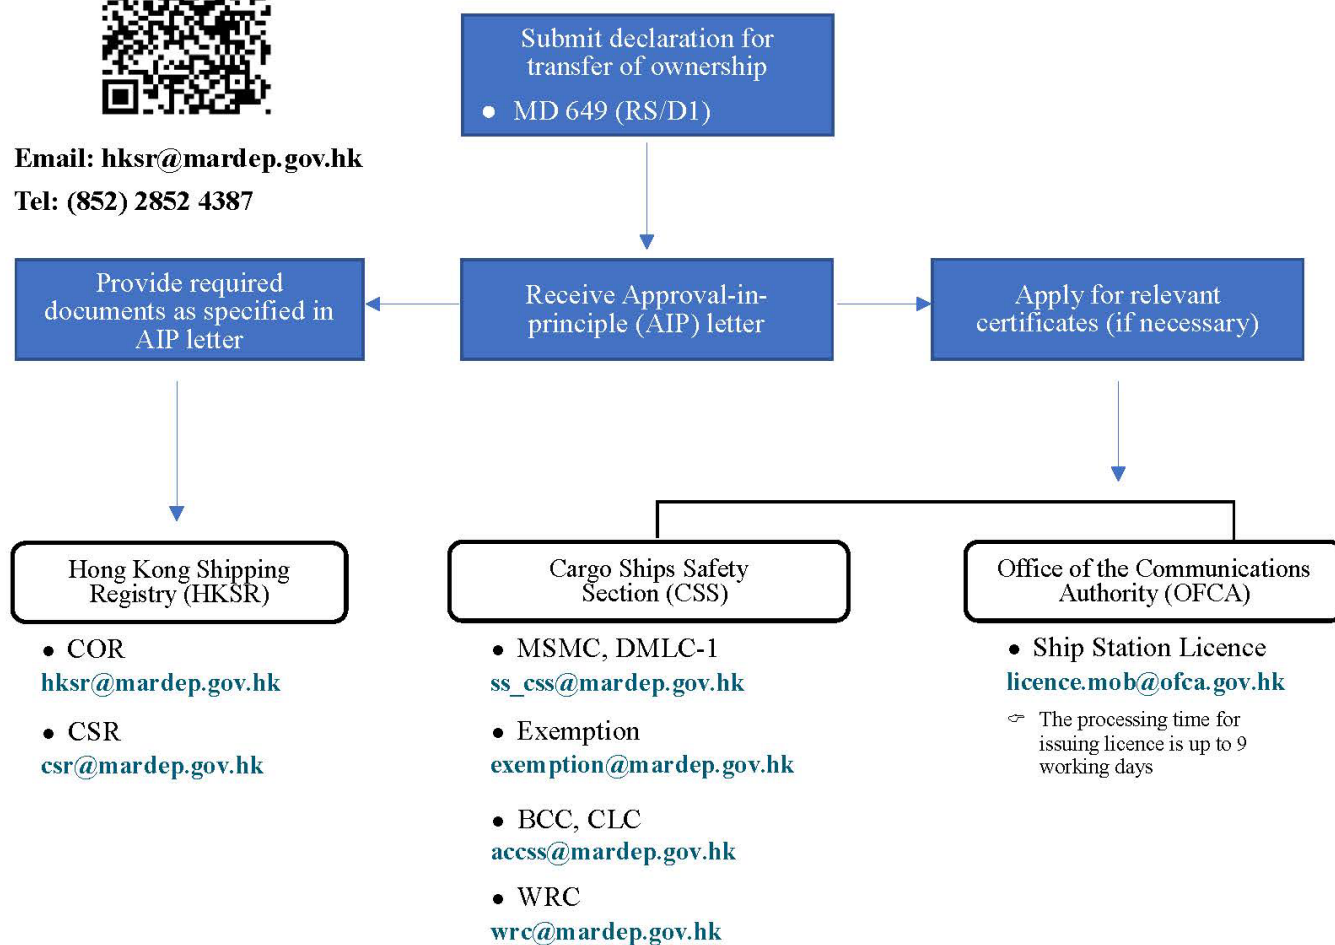 Submit declaration for
transfer of ownership
● MD 649 (RS/D1)
Email: hksr@mardep.gov.hk
Tel: (852) 2852 4387
Provide required
documents as specified in
AIP letter
Receive Approval-in-
principle (AIP) letter
Apply for relevant
certificates (if necessary)
Hong Kong Shipping
Registry (HKSR)
● COR
hksr@mardep.gov.hk
● CSR
csr@mardep.gov.hk
Cargo Ships Safety
Section (CSS)
● MSMC, DMLC-1
ss_css@mardep.gov.hk
● Exemption
exemption@mardep.gov.hk
● BCC, CLC
accss@mardep.gov.hk
● WRC
wrc@mardep.gov.hk
Office of the Communications
Authority (OFCA)
● Ship Station Licence
licence.mob@ofca.gov.hk
☞ The processing time for
issuing licence is up to 9
working days